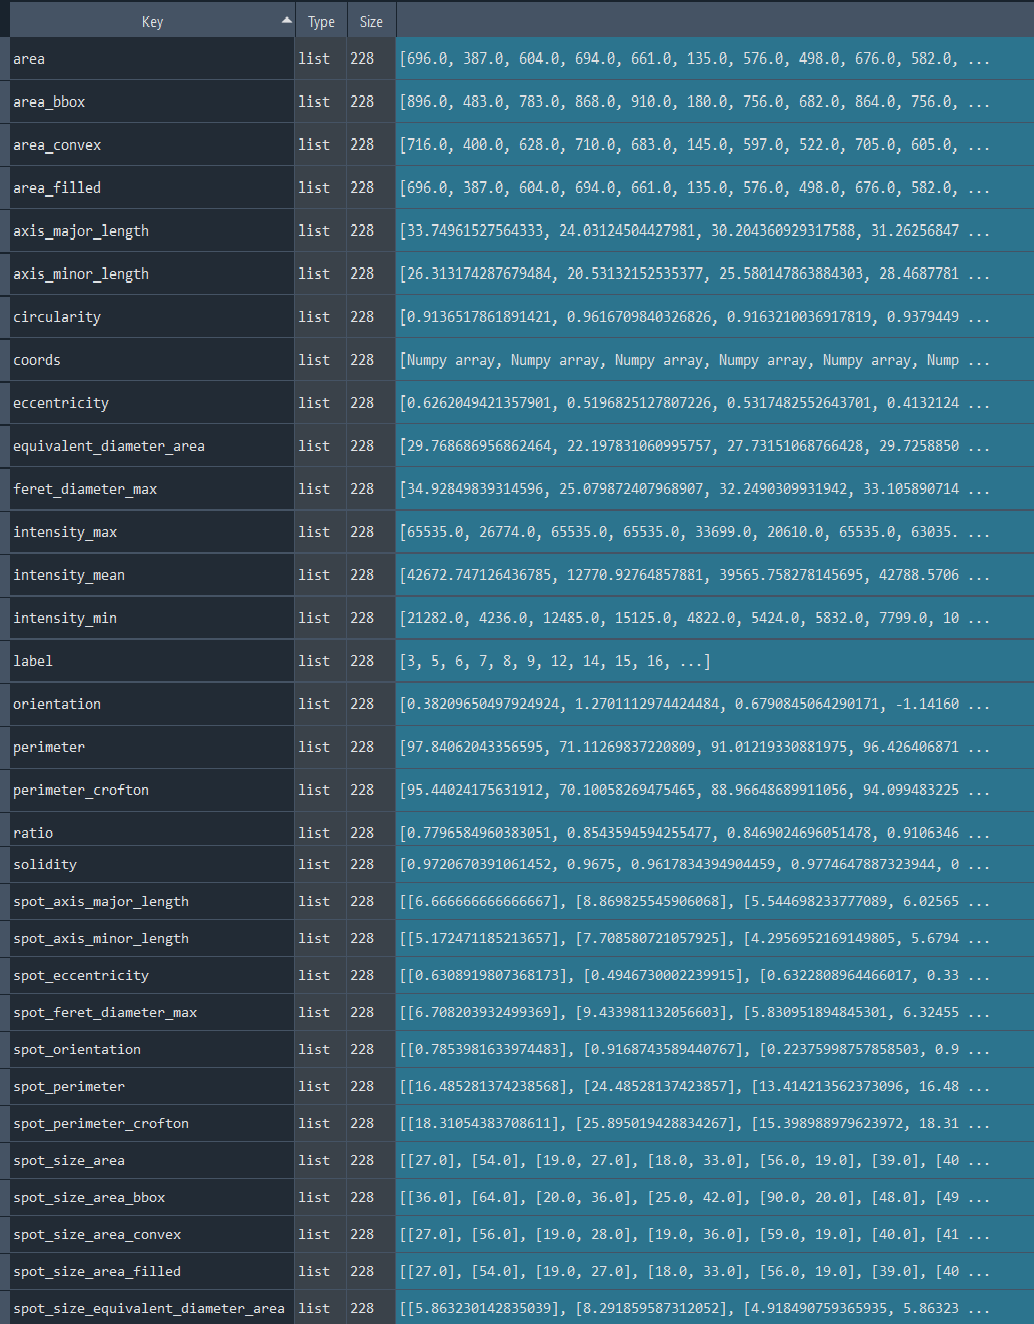 Key Type Size
area list 228 [696.0, 387.0, 604.0, 694.0, 661.0, 135.0, 576.0, 498.0, 676.0, 582.0, ...
area_bbox list 228 [896.0, 483.0, 783.0, 868.0, 910.0, 180.0, 756.0, 682.0, 864.0, 756.0, ...
area_convex list 228 [716.0, 400.0, 628.0, 710.0, 683.0, 145.0, 597.0, 522.0, 705.0, 605.0, ...
area_filled list 228 [696.0, 387.0, 604.0, 694.0, 661.0, 135.0, 576.0, 498.0, 676.0, 582.0, ...
axis_major_length list 228 [33.74961527564333, 24.03124504427981, 30.204360929317588, 31.26256847 ...
axis_minor_length list 228 [26.313174287679484, 20.53132152535377, 25.580147863884303, 28.4687781 ...
circularity list 228 [0.9136517861891421, 0.9616709840326826, 0.9163210036917819, 0.9379449 ...
coords list 228 [Numpy array, Numpy array, Numpy array, Numpy array, Numpy array, Nump ...
eccentricity list 228 [0.6262049421357901, 0.5196825127807226, 0.5317482552643701, 0.4132124 ...
equivalent_diameter_area list 228 [29.768686956862464, 22.197831060995757, 27.73151068766428, 29.7258850 ...
feret_diameter_max list 228 [34.92849839314596, 25.079872407968907, 32.2490309931942, 33.105890714 ...
intensity_max list 228 [65535.0, 26774.0, 65535.0, 65535.0, 33699.0, 20610.0, 65535.0, 63035. ...
intensity_mean list 228 [42672.747126436785, 12770.92764857881, 39565.758278145695, 42788.5706 ...
intensity_min list 228 [21282.0, 4236.0, 12485.0, 15125.0, 4822.0, 5424.0, 5832.0, 7799.0, 10 ...
label list 228 [3, 5, 6, 7, 8, 9, 12, 14, 15, 16, ...]
orientation list 228 [0.38209650497924924, 1.2701112974424484, 0.6790845064290171, -1.14160 ...
perimeter list 228 [97.84062043356595, 71.11269837220809, 91.01219330881975, 96.426406871 ...
perimeter_crofton list 228 [95.44024175631912, 70.10058269475465, 88.96648689911056, 94.099483225 ...
ratio list 228 [0.7796584960383051, 0.8543594594255477, 0.8469024696051478, 0.9106346 ...
solidity list 228 [0.9720670391061452, 0.9675, 0.9617834394904459, 0.9774647887323944, 0 ...
spot_axis_major_length list 228 [[6.666666666666667], [8.869825545906068], [5.544698233777089, 6.02565 ...
spot_axis_minor_length list 228 [[5.172471185213657], [7.708580721057925], [4.2956952169149805, 5.6794 ...
spot_eccentricity list 228 [[0.6308919807368173], [0.4946730002239915], [0.6322808964466017, 0.33 ...
spot_feret_diameter_max list 228 [[6.708203932499369], [9.433981132056603], [5.830951894845301, 6.32455 ...
spot_orientation list 228 [[0.7853981633974483], [0.9168743589440767], [0.22375998757858503, 0.9 ...
spot_perimeter list 228 [[16.485281374238568], [24.48528137423857], [13.414213562373096, 16.48 ...
spot_perimeter_crofton list 228 [[18.31054383708611], [25.895019428834267], [15.398988979623972, 18.31 ...
spot_size_area list 228 [[27.0], [54.0], [19.0, 27.0], [18.0, 33.0], [56.0, 19.0], [39.0], [40 ...
spot_size_area_bbox list 228 [[36.0], [64.0], [20.0, 36.0], [25.0, 42.0], [90.0, 20.0], [48.0], [49 ...
spot_size_area_convex list 228 [[27.0], [56.0], [19.0, 28.0], [19.0, 36.0], [59.0, 19.0], [40.0], [41 ...
spot_size_area_filled list 228 [[27.0], [54.0], [19.0, 27.0], [18.0, 33.0], [56.0, 19.0], [39.0], [40 ...
spot_size_equivalent_diameter_area list 228 [[5.863230142835039], [8.291859587312052], [4.918490759365935, 5.86323 ...